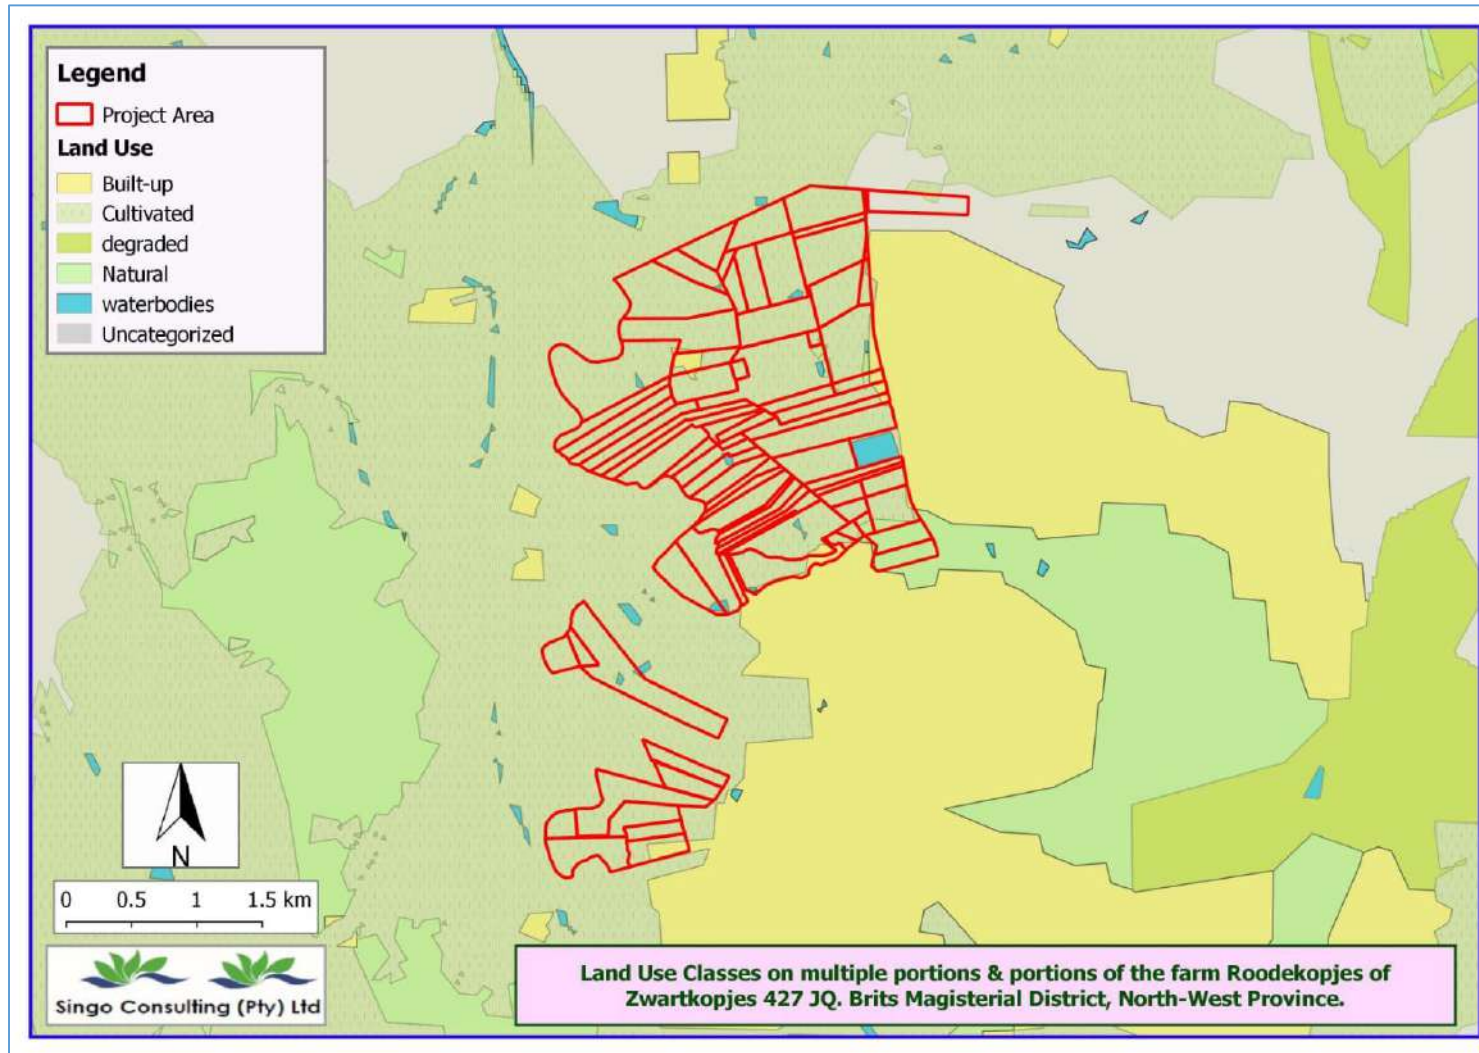 Legend
Project Area
Land Use
Built-up
Cultivated
degraded
Natural
waterbodies
Uncategorized
N
0 0.5 1 1.5 km
Singo Consulting (Pty) Ltd
Land Use Classes on multiple portions & portions of the farm Roodekopjes of
Zwartkopjes 427 JQ. Brits Magisterial District, North-West Province.